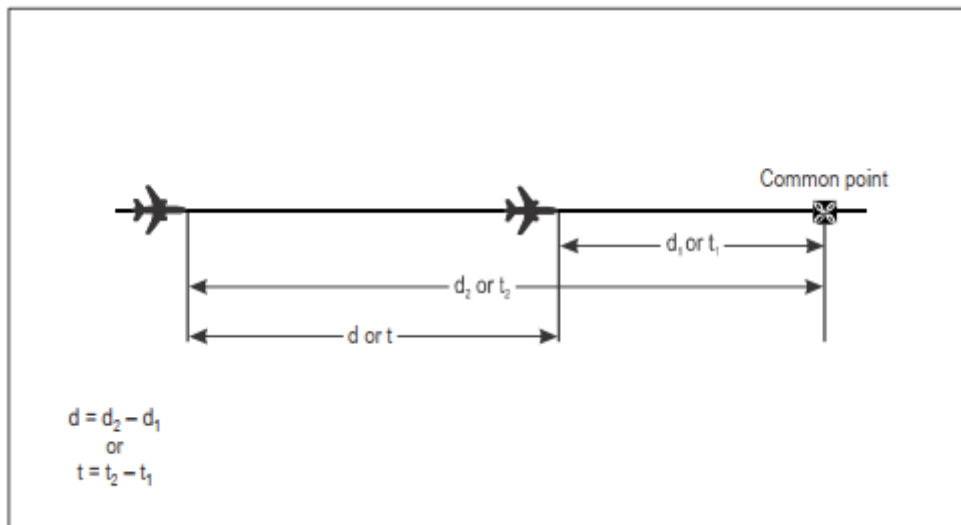 Common point
d₁ or t₁
d₂ or t₂
d or t
d = d₂ – d₁
or
t = t₂ – t₁